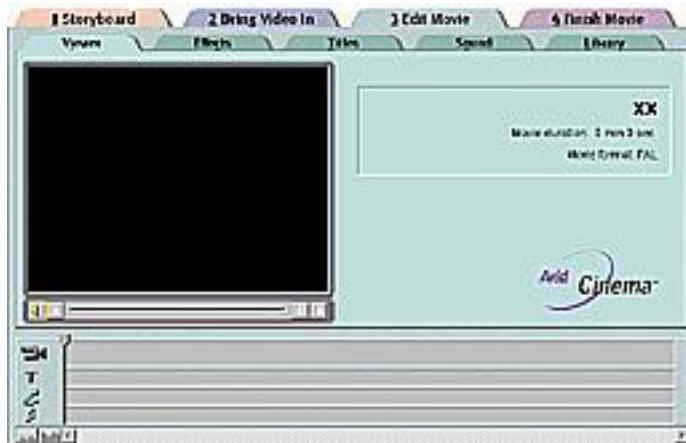 1 Storyboard
2 Bring Video In
3 Edit Movie
4 Finish Movie
Viewer
Effects
Titles
Sound
Library
XX
Movie duration: 0 min 0 sec
Movie format: PAL
Avid Cinema
T